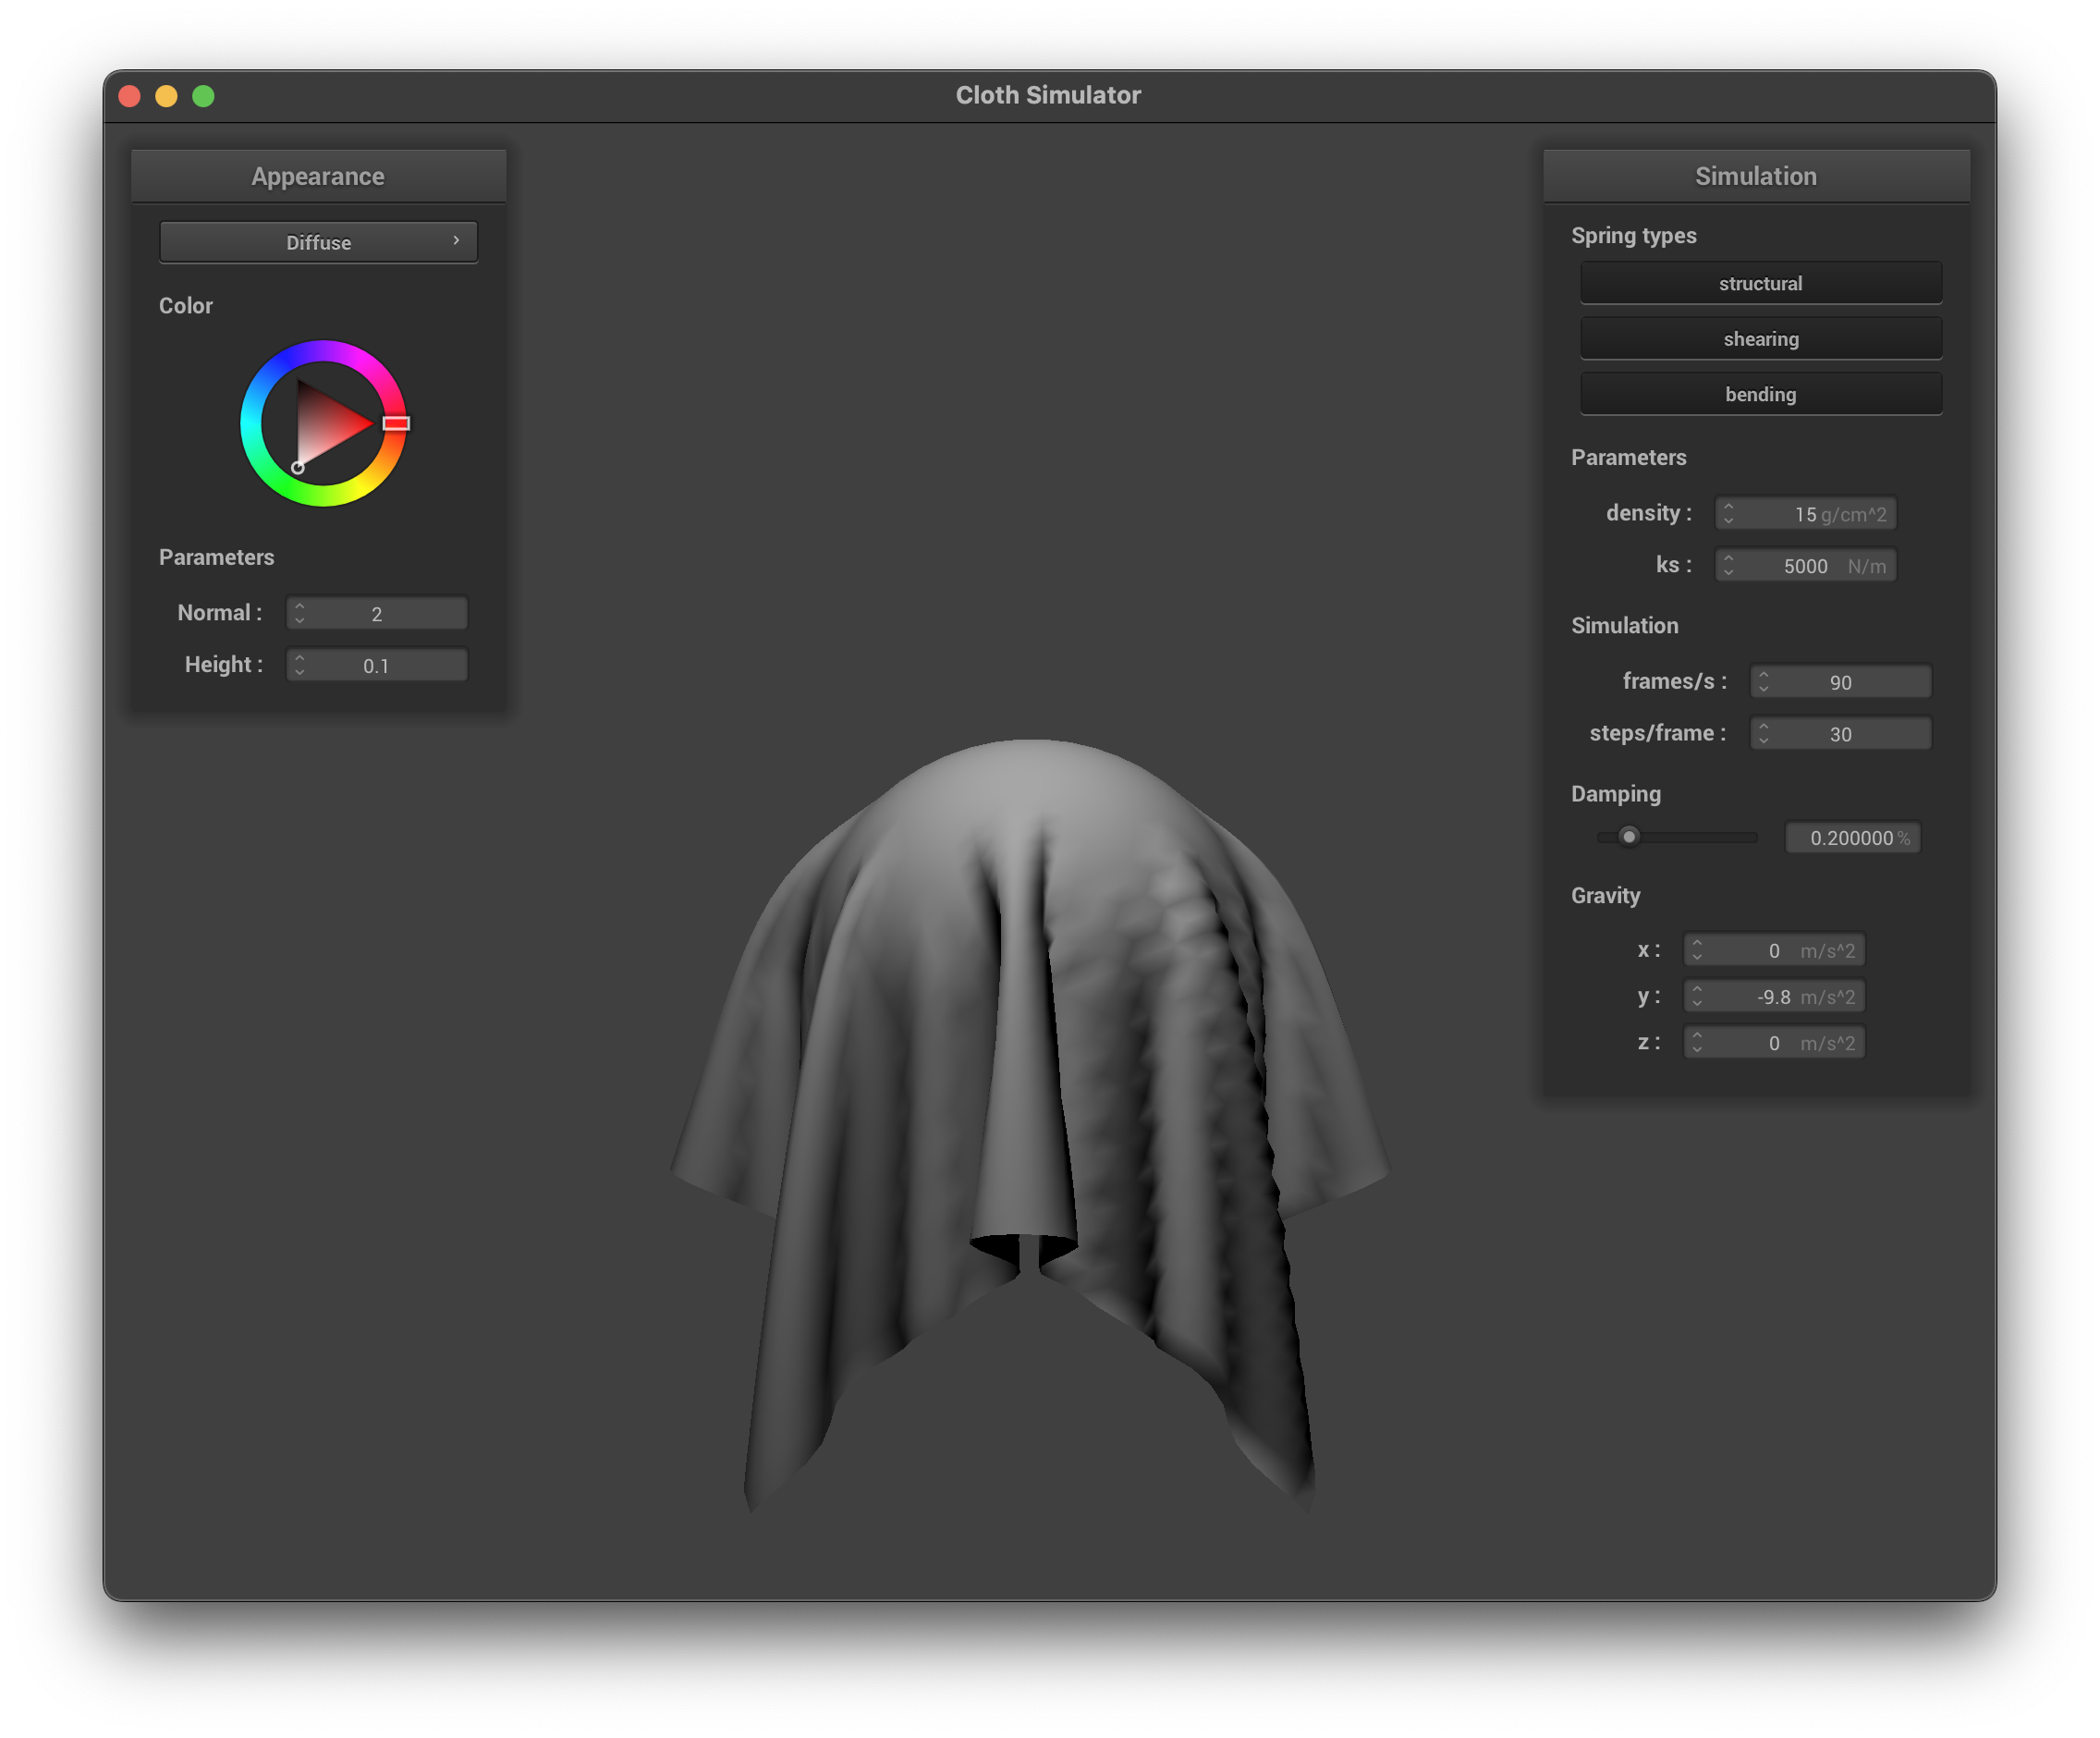 Cloth Simulator
Appearance
Diffuse
Color
Parameters
Normal : 2
Height : 0.1
Simulation
Spring types
structural
shearing
bending
Parameters
density : 15 g/cm^2
ks : 5000 N/m
Simulation
frames/s : 90
steps/frame : 30
Damping
0.200000 %
Gravity
x : 0 m/s^2
y : -9.8 m/s^2
z : 0 m/s^2